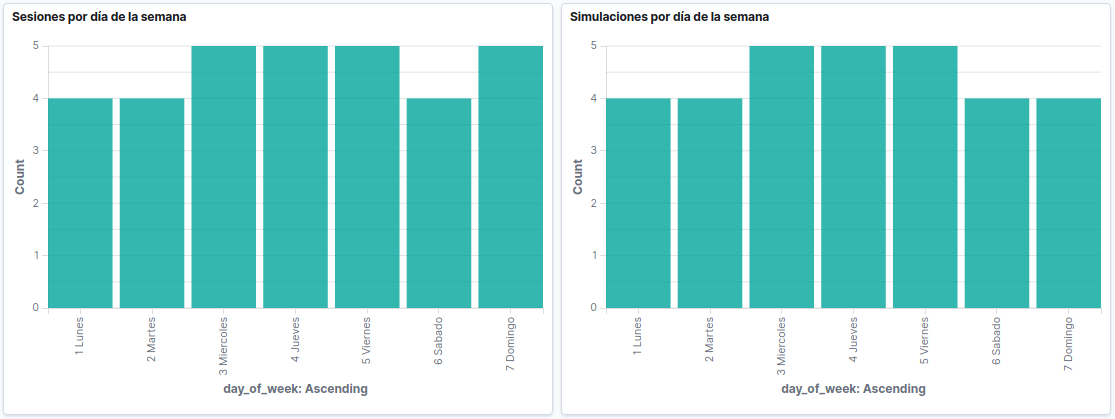 Sesiones por día de la semana
5
4
3
2
1
0
Count
1 Lunes
2 Martes
3 Miercoles
4 Jueves
5 Viernes
6 Sabado
7 Domingo
day_of_week: Ascending
Simulaciones por día de la semana
5
4
3
2
1
0
Count
1 Lunes
2 Martes
3 Miercoles
4 Jueves
5 Viernes
6 Sabado
7 Domingo
day_of_week: Ascending